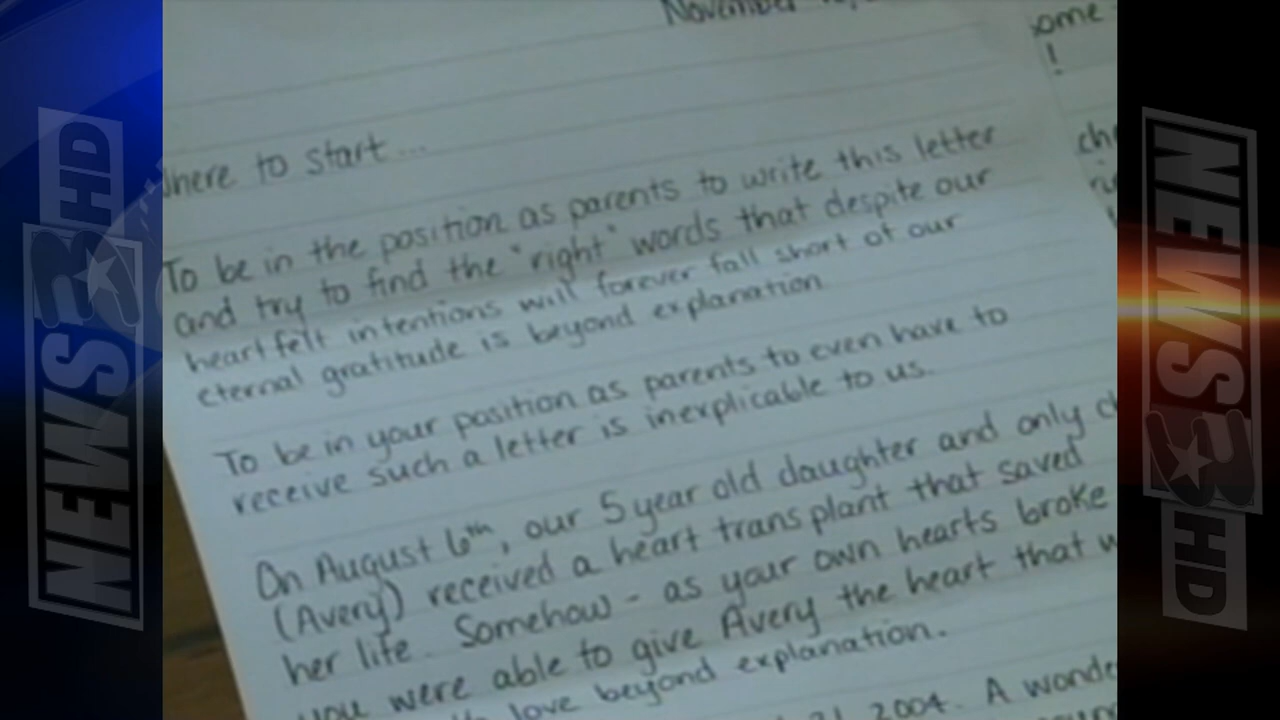 November
ome
!
here to start...
To be in the position as parents to write this letter
and try to find the "right" words that despite our
heartfelt intentions will forever fall short of our
eternal gratitude is beyond explanation.
To be in your position as parents to even have to
receive such a letter is inexplicable to us.
On August 6th, our 5 year old daughter and only ch
(Avery) received a heart transplant that saved
her life. Somehow - as your own hearts broke
you were able to give Avery the heart that w
love beyond explanation.
21 2004. A wonde
ch
NEWS 3 HD
NEWS 3 HD